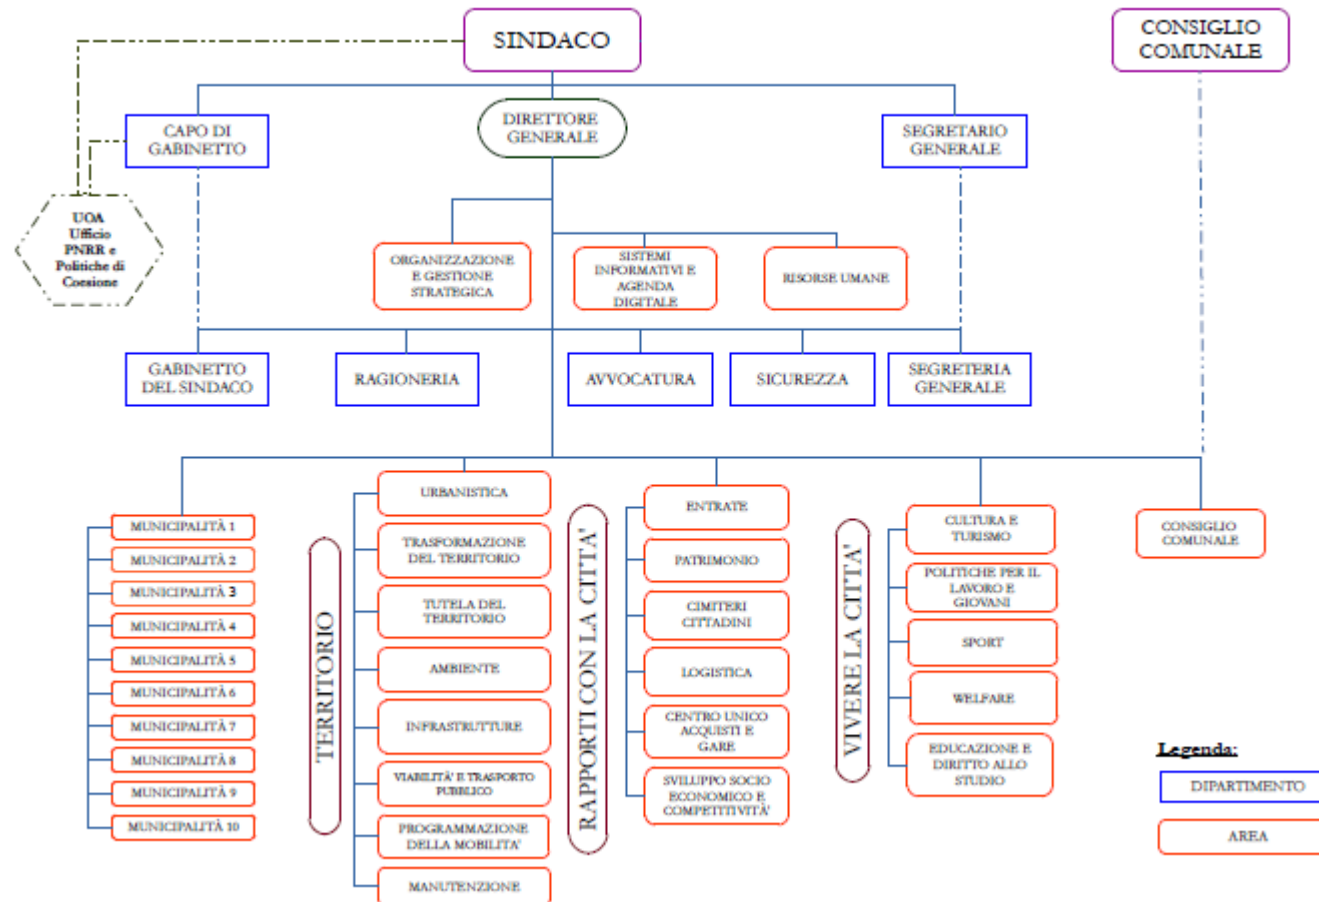 SINDACO
CONSIGLIO
COMUNALE
CAPO DI
GABINETTO
DIRETTORE
GENERALE
SEGRETARIO
GENERALE
UOA
Ufficio
PNRR e
Politiche di
Coesione
ORGANIZZAZIONE
E GESTIONE
STRATEGICA
SISTEMI
INFORMATIVI E
AGENDA
DIGITALE
RISORSE UMANE
GABINETTO
DEL SINDACO
RAGIONERIA
AVVOCATURA
SICUREZZA
SEGRETERIA
GENERALE
MUNICIPALITÀ 1
MUNICIPALITÀ 2
MUNICIPALITÀ 3
MUNICIPALITÀ 4
MUNICIPALITÀ 5
MUNICIPALITÀ 6
MUNICIPALITÀ 7
MUNICIPALITÀ 8
MUNICIPALITÀ 9
MUNICIPALITÀ 10
TERRITORIO
URBANISTICA
TRASFORMAZIONE
DEL TERRITORIO
TUTELA DEL
TERRITORIO
AMBIENTE
INFRASTRUTTURE
VIABILITA' E TRASPORTO
PUBBLICO
PROGRAMMAZIONE
DELLA MOBILITA'
MANUTENZIONE
RAPPORTI CON LA CITTA'
ENTRATE
PATRIMONIO
CIMITERI
CITTADINI
LOGISTICA
CENTRO UNICO
ACQUISTI E
GARE
SVILUPPO SOCIO
ECONOMICO E
COMPETITIVITA'
VIVERE LA CITTA'
CULTURA E
TURISMO
POLITICHE PER IL
LAVORO E
GIOVANI
SPORT
WELFARE
EDUCAZIONE E
DIRITTO ALLO
STUDIO
CONSIGLIO
COMUNALE
Legenda:
DIPARTIMENTO
AREA